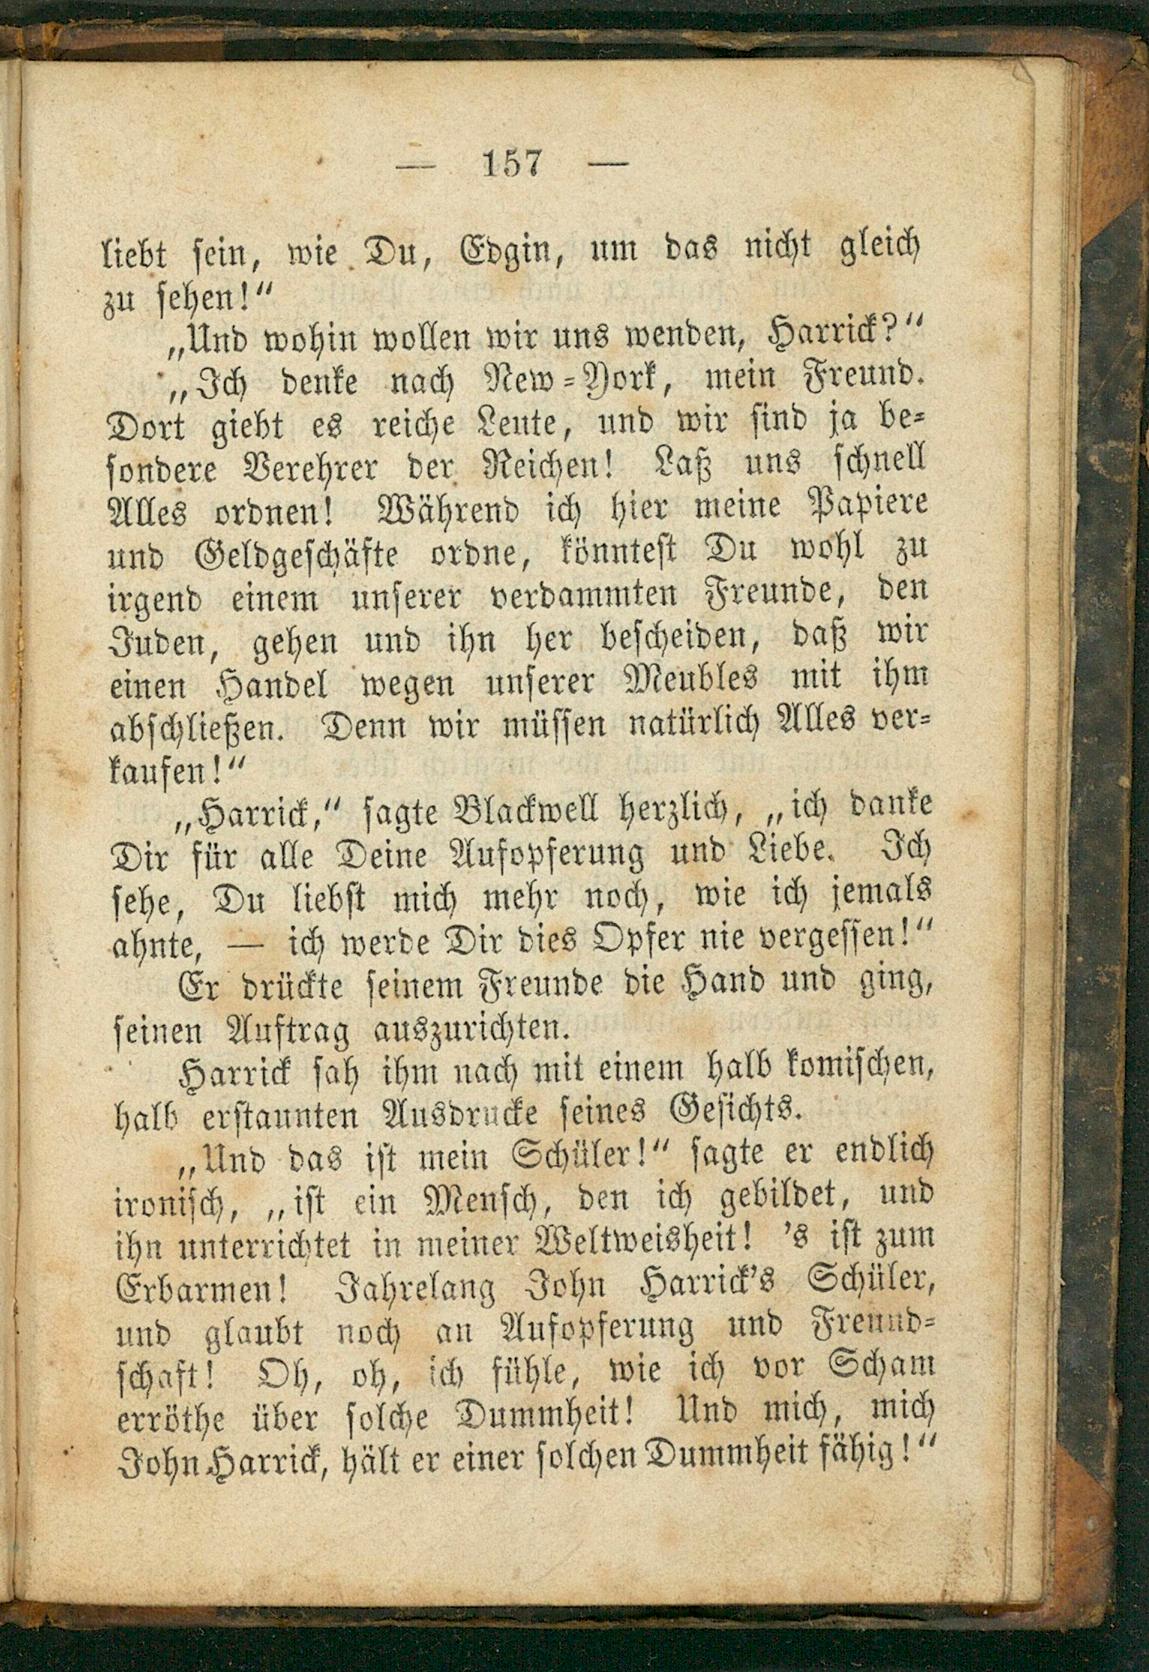 — 157 —
liebt sein, wie Du, Edgin, um das nicht gleich
zu sehen!“
„Und wohin wollen wir uns wenden, Harrick?“
„Ich denke nach New-York, mein Freund.
Dort giebt es reiche Leute, und wir sind ja be-
sondere Verehrer der Reichen! Laß uns schnell
Alles ordnen! Während ich hier meine Papiere
und Geldgeschäfte ordne, könntest Du wohl zu
irgend einem unserer verdammten Freunde, den
Juden, gehen und ihn her bescheiden, daß wir
einen Handel wegen unserer Meubles mit ihm
abschließen. Denn wir müssen natürlich Alles ver-
kaufen!“
„Harrick,“ sagte Blackwell herzlich, „ich danke
Dir für alle Deine Aufopferung und Liebe. Ich
sehe, Du liebst mich mehr noch, wie ich jemals
ahnte, — ich werde Dir dies Opfer nie vergessen!“
Er drückte seinem Freunde die Hand und ging,
seinen Auftrag auszurichten.
Harrick sah ihm nach mit einem halb komischen,
halb erstaunten Ausdrucke seines Gesichts.
„Und das ist mein Schüler!“ sagte er endlich
ironisch, „ist ein Mensch, den ich gebildet, und
ihn unterrichtet in meiner Weltweisheit! 's ist zum
Erbarmen! Jahrelang John Harrick's Schüler,
und glaubt noch an Aufopferung und Freund-
schaft! Oh, oh, ich fühle, wie ich vor Scham
erröthe über solche Dummheit! Und mich, mich
John Harrick, hält er einer solchen Dummheit fähig!“